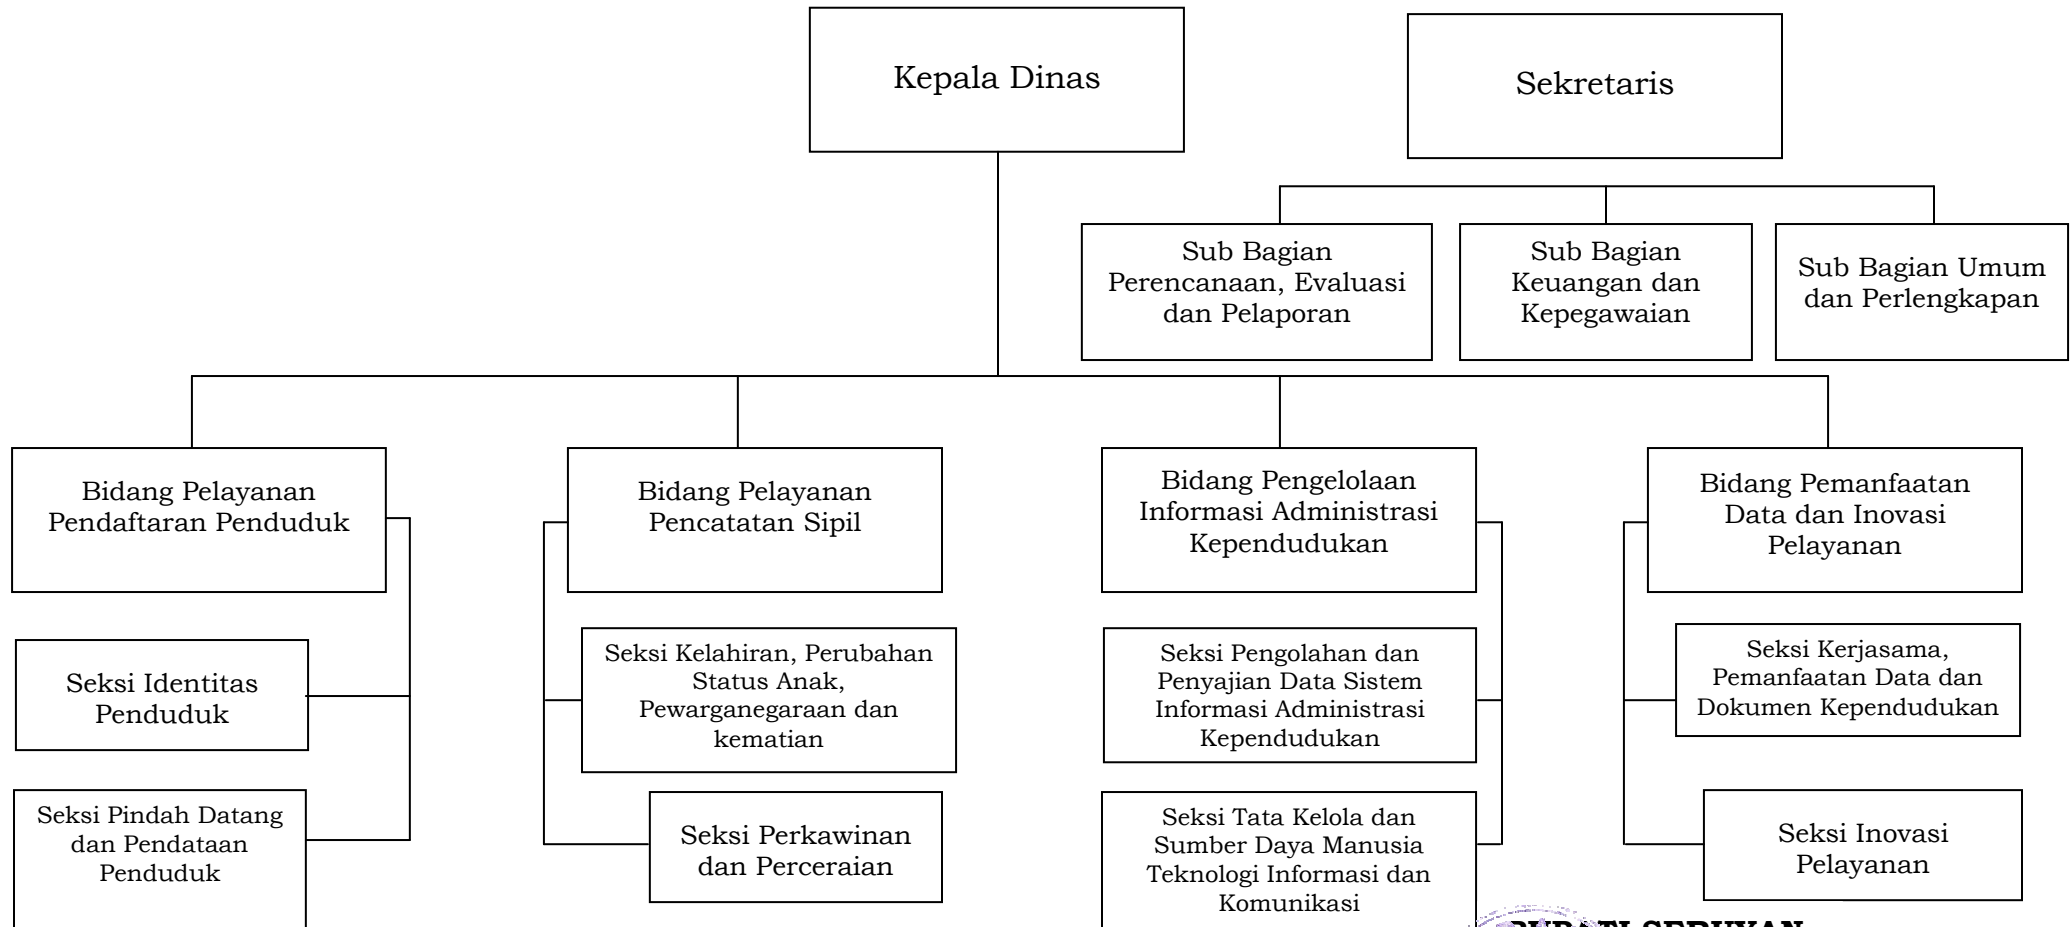 Kepala Dinas
Sekretaris
Sub Bagian
Perencanaan, Evaluasi
dan Pelaporan
Sub Bagian
Keuangan dan
Kepegawaian
Sub Bagian Umum
dan Perlengkapan
Bidang Pelayanan
Pendaftaran Penduduk
Bidang Pelayanan
Pencatatan Sipil
Bidang Pengelolaan
Informasi Administrasi
Kependudukan
Bidang Pemanfaatan
Data dan Inovasi
Pelayanan
Seksi Identitas
Penduduk
Seksi Kelahiran, Perubahan
Status Anak,
Pewarganegaraan dan
kematian
Seksi Pengolahan dan
Penyajian Data Sistem
Informasi Administrasi
Kependudukan
Seksi Kerjasama,
Pemanfaatan Data dan
Dokumen Kependudukan
Seksi Pindah Datang
dan Pendataan
Penduduk
Seksi Perkawinan
dan Perceraian
Seksi Tata Kelola dan
Sumber Daya Manusia
Teknologi Informasi dan
Komunikasi
Seksi Inovasi
Pelayanan
BUPATI SERUYAN